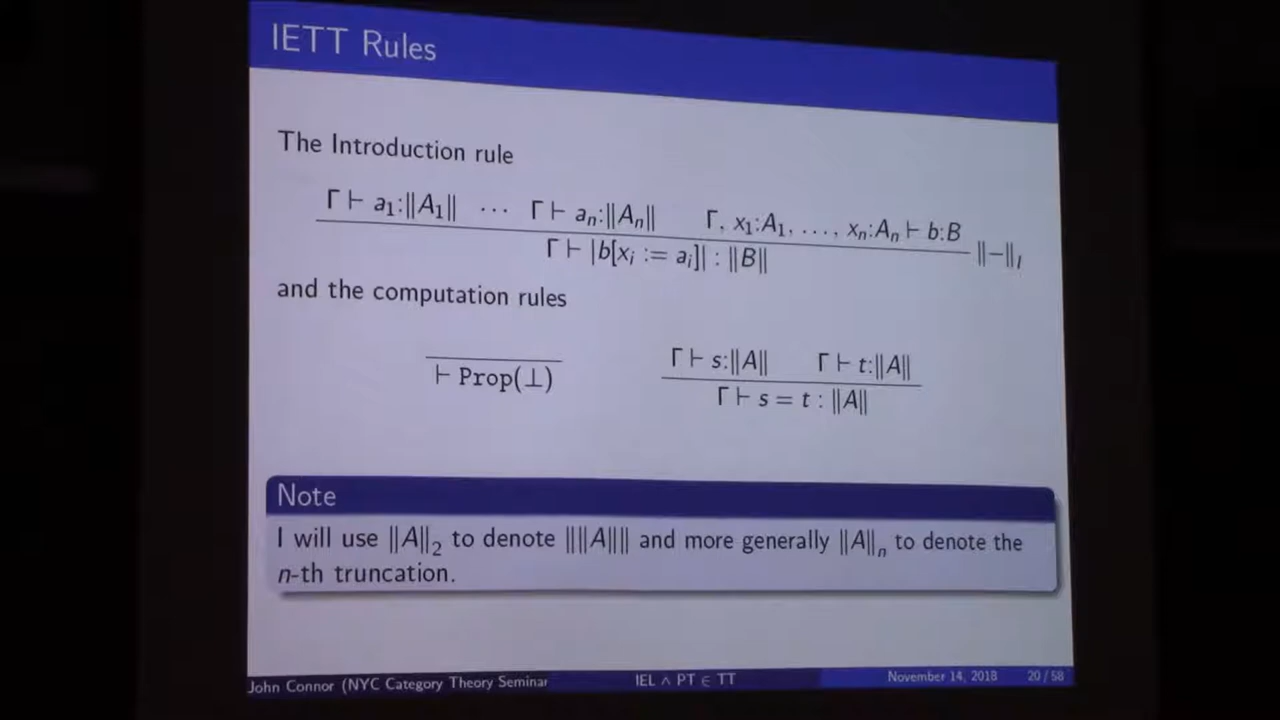 IETT Rules
The Introduction rule
Γ ⊢ a₁:‖A₁‖ ⋯ Γ ⊢ aₙ:‖Aₙ‖ Γ, x₁:A₁, …, xₙ:Aₙ ⊢ b:B
Γ ⊢ |b[xᵢ := aᵢ]| : ‖B‖ ‖−‖ᵢ
and the computation rules
Γ ⊢ s:‖A‖ Γ ⊢ t:‖A‖
⊢ Prop(⊥) Γ ⊢ s = t : ‖A‖
Note
I will use ‖A‖₂ to denote ‖‖A‖‖ and more generally ‖A‖ₙ to denote the
n-th truncation.
John Connor (NYC Category Theory Seminar IEL ∧ PT ∈ TT November 14, 2018 20 / 58